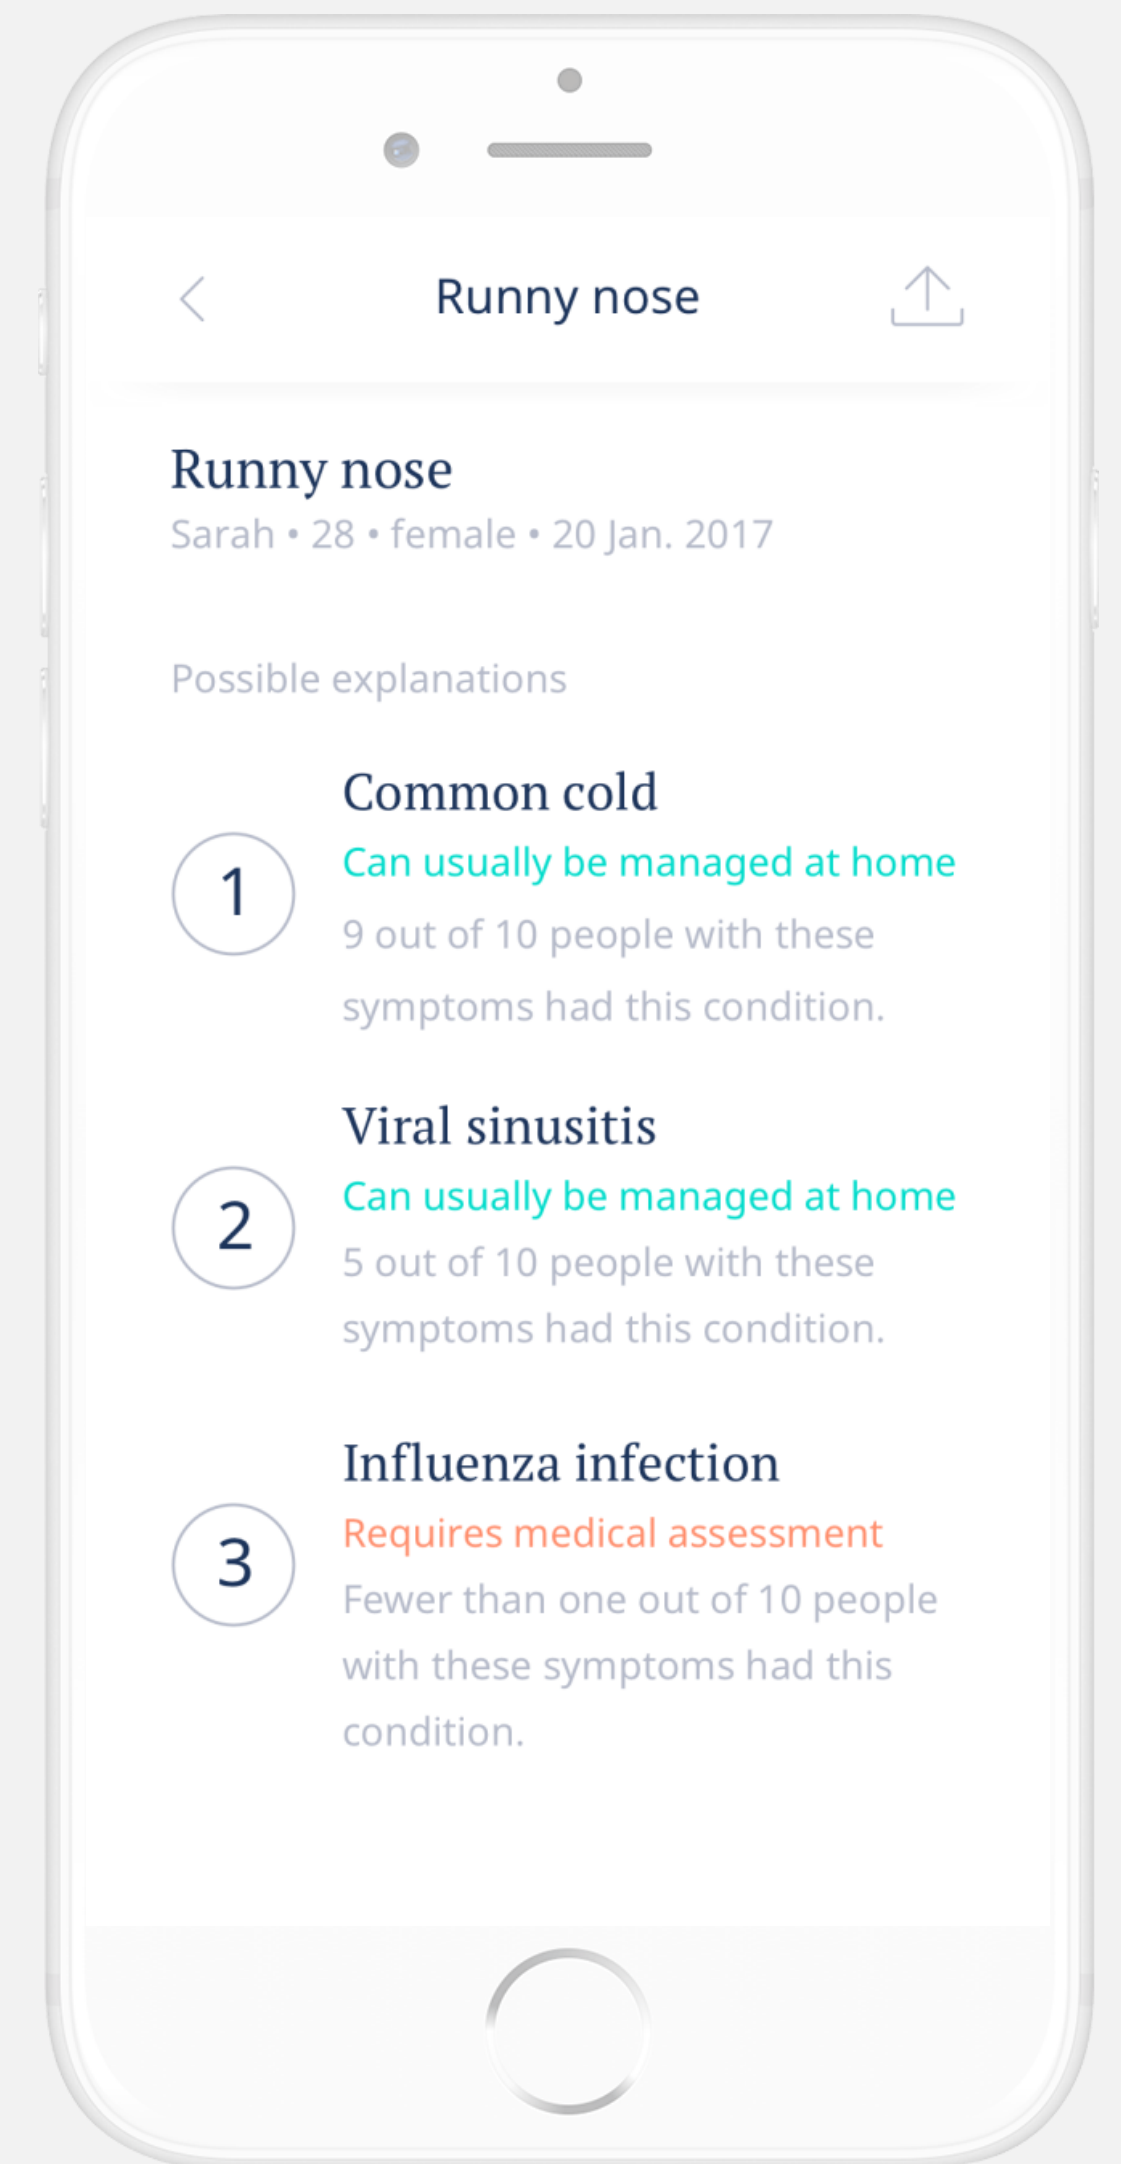 Runny nose
Runny nose
Sarah • 28 • female • 20 Jan. 2017
Possible explanations
1
Common cold
Can usually be managed at home
9 out of 10 people with these
symptoms had this condition.
2
Viral sinusitis
Can usually be managed at home
5 out of 10 people with these
symptoms had this condition.
3
Influenza infection
Requires medical assessment
Fewer than one out of 10 people
with these symptoms had this
condition.